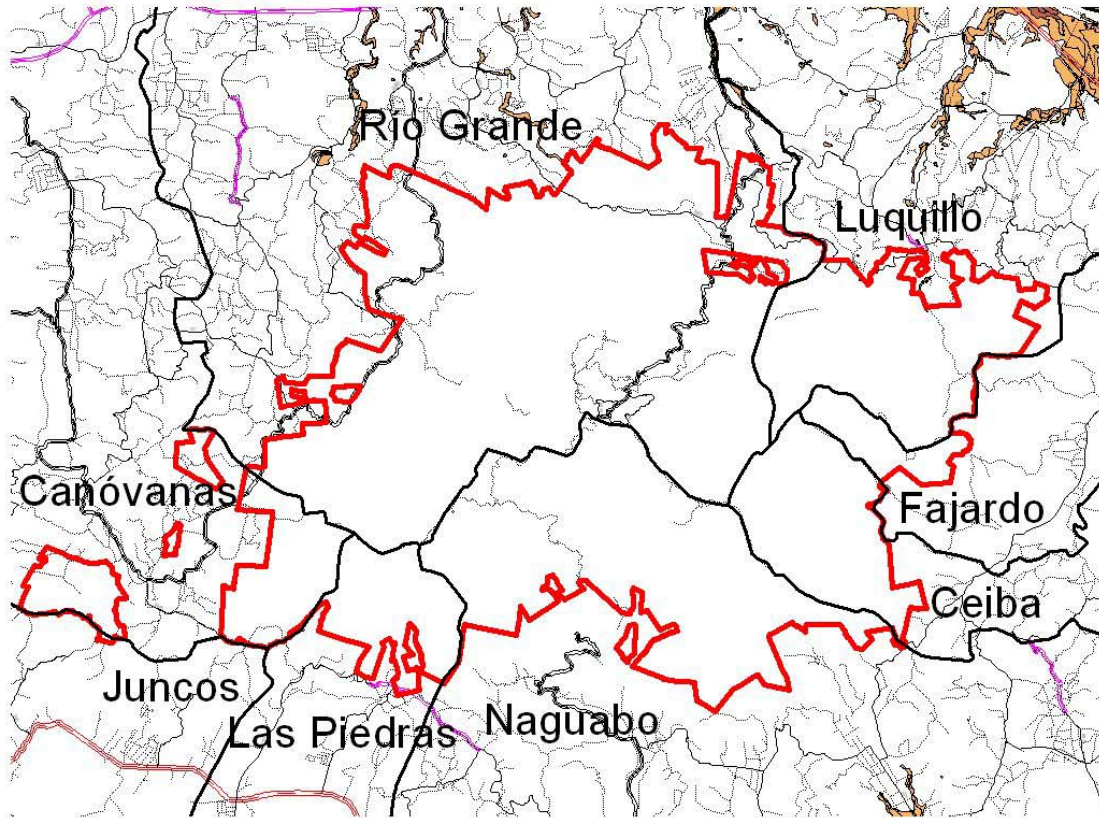 Río Grande
Luquillo
Canóvanas
Fajardo
Ceiba
Juncos
Las Piedras
Naguabo